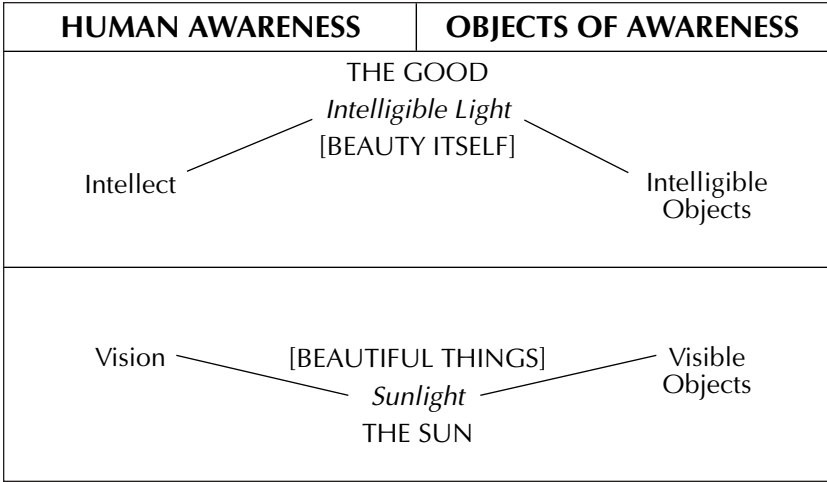 HUMAN AWARENESS
OBJECTS OF AWARENESS
THE GOOD
Intelligible Light
[BEAUTY ITSELF]
Intellect
Intelligible
Objects
Vision
[BEAUTIFUL THINGS]
Visible
Objects
Sunlight
THE SUN